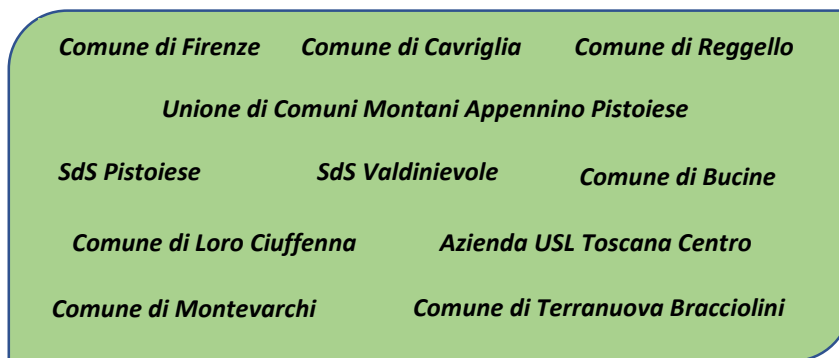 Comune di Firenze Comune di Cavriglia Comune di Reggello
Unione di Comuni Montani Appennino Pistoiese
SdS Pistoiese SdS Valdinievole Comune di Bucine
Comune di Loro Ciuffenna Azienda USL Toscana Centro
Comune di Montevarchi Comune di Terranuova Bracciolini